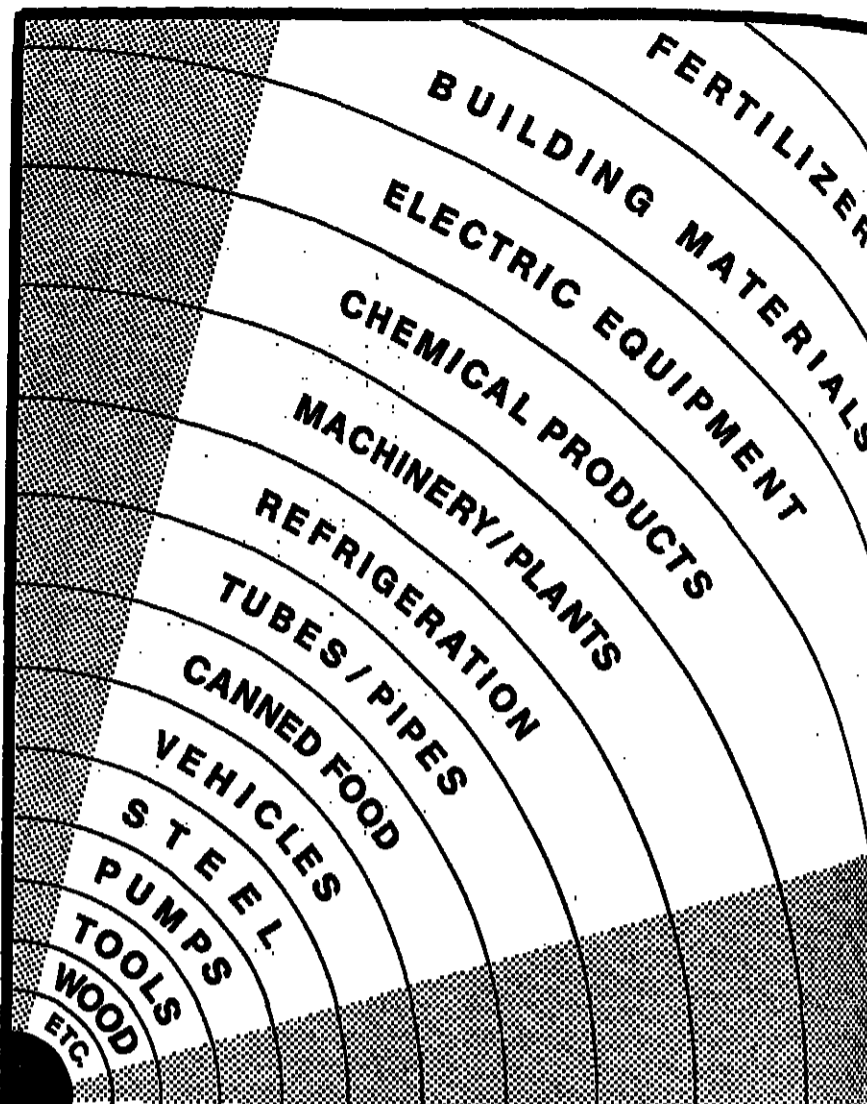 FERTILIZER
BUILDING MATERIALS
ELECTRIC EQUIPMENT
CHEMICAL PRODUCTS
MACHINERY/PLANTS
REFRIGERATION
TUBES/PIPES
CANNED FOOD
VEHICLES
STEEL
PUMPS
TOOLS
WOOD
ETC.